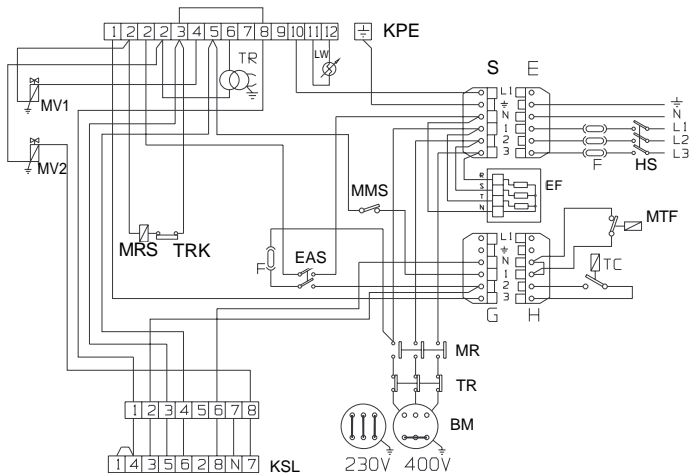 1 2 2 2 3 5 6 7 8 9 10 11 12
KPE
TR
LW
MV1
MV2
S E
L1 L1
N N
1 L1
2 L2
3 L3
F HS
R
S
T
N
EF
MMS
MTF
MRS TRK
F
EAS
TC
L1
N
1
2
3
G H
MR
TR
BM
1 2 3 4 5 6 7 8
1 4 3 5 6 2 8 N 7 KSL
230V 400V